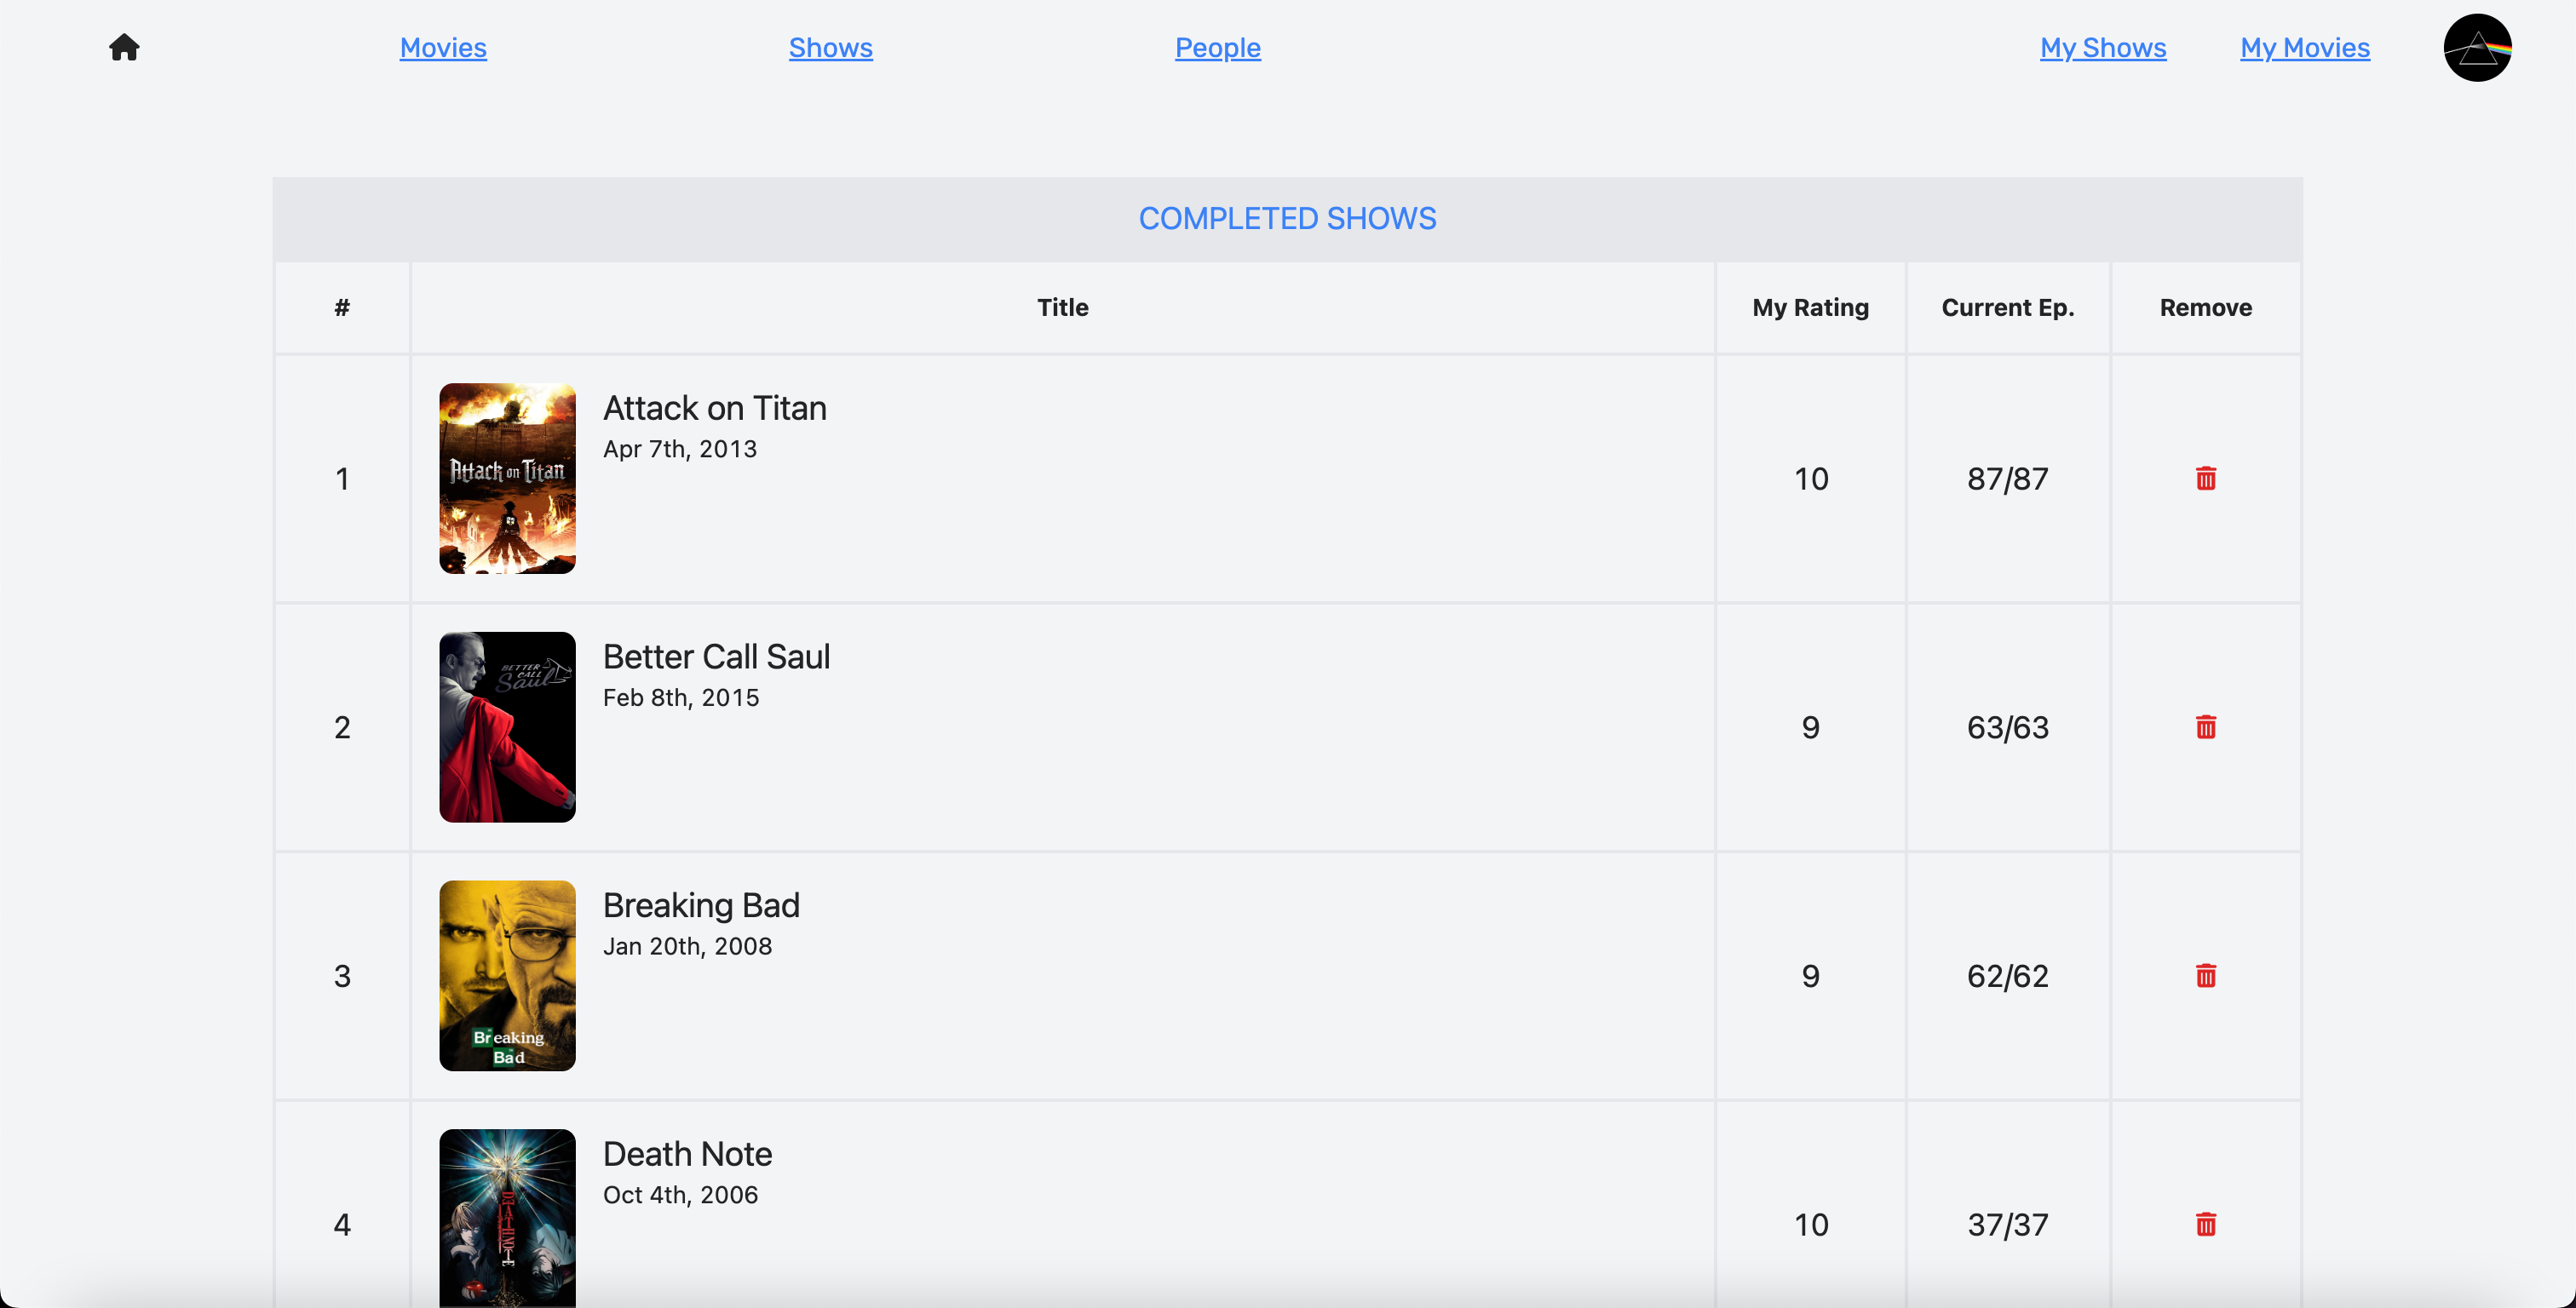 Movies Shows People My Shows My Movies
COMPLETED SHOWS
# Title My Rating Current Ep. Remove
Attack on Titan
Apr 7th, 2013
Attack on Titan
1 10 87/87
Better Call Saul
Feb 8th, 2015
BETTER
CALL
Saul
2 9 63/63
Breaking Bad
Jan 20th, 2008
3 9 62/62
Breaking
Bad
Death Note
Oct 4th, 2006
DEATH NOTE
4 10 37/37